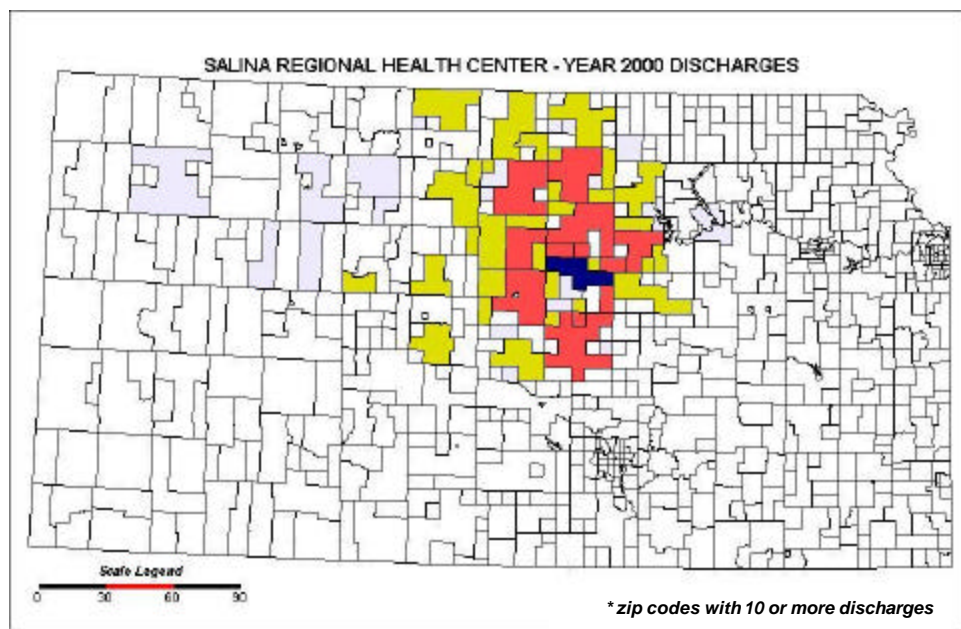 SALINA REGIONAL HEALTH CENTER - YEAR 2000 DISCHARGES
Scale Legend
0 30 60 90
* zip codes with 10 or more discharges